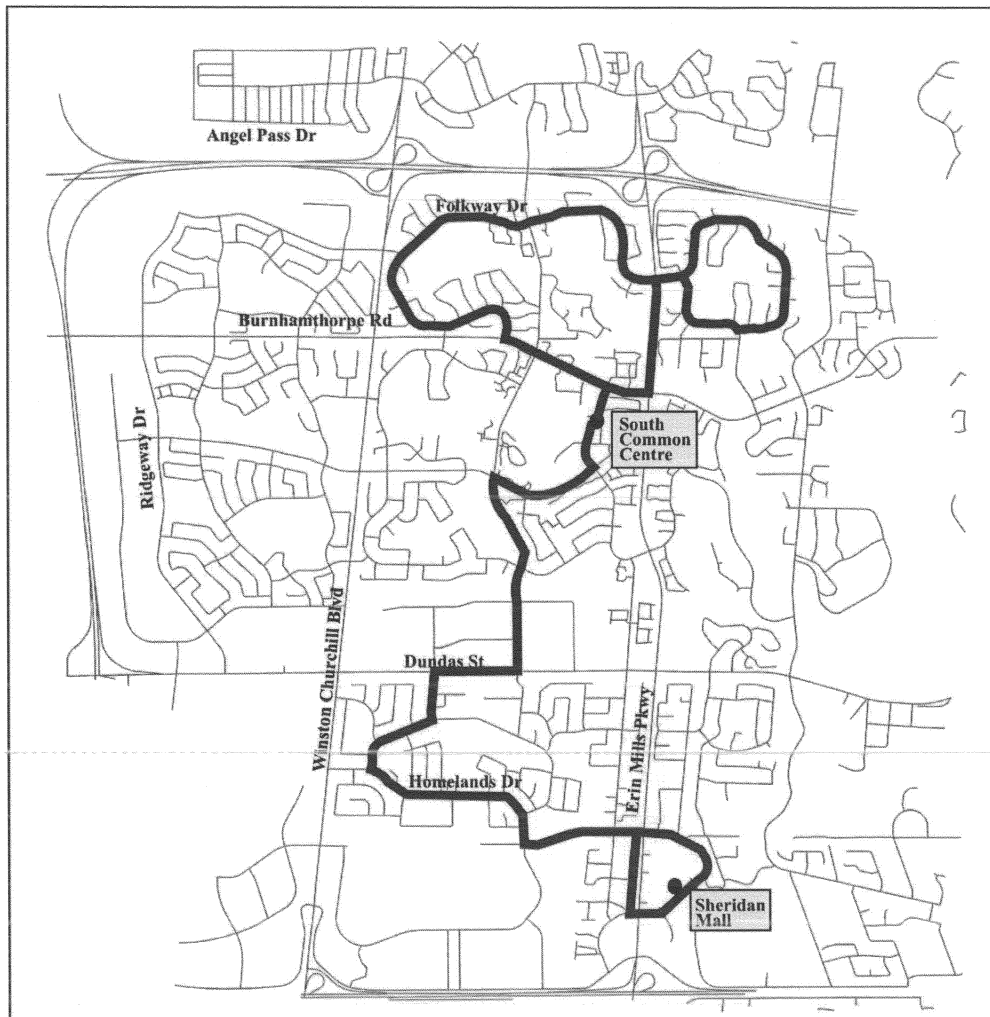 Angel Pass Dr
Folkway Dr
Burnhamthorpe Rd
Ridgeway Dr
South
Common
Centre
Winston Churchill Blvd
Dundas St
Erin Mills Pkwy
Homelands Dr
Sheridan
Mall